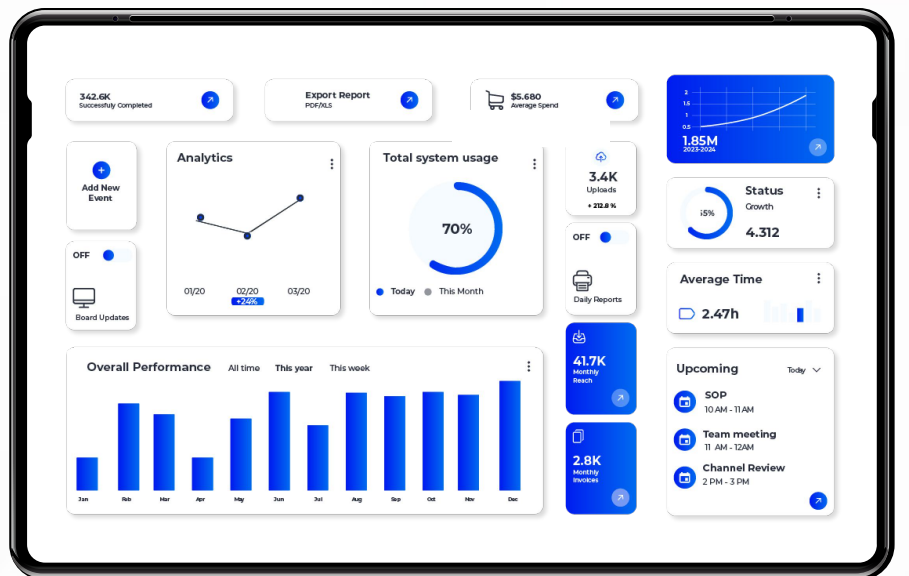 342.6K
Successfuly Completed
Export Report
PDF/XLS
$5.680
Average Spend
2
1.5
1
0.5
1.85M
2023-2024
Add New
Event
Analytics
01/20
02/20
03/20
+24%
Total system usage
70%
Today
This Month
3.4K
Uploads
+ 212.8 %
Status
Growth
4.312
OFF
Board Updates
OFF
Daily Reports
Average Time
2.47h
Overall Performance
All time
This year
This week
Jan
Feb
Mar
Apr
May
Jun
Jul
Aug
Sep
Oct
Nov
Dec
41.7K
Monthly
Reach
2.8K
Monthly
Invoices
Upcoming
Today
SOP
10 AM - 11 AM
Team meeting
11 AM - 12AM
Channel Review
2 PM - 3 PM